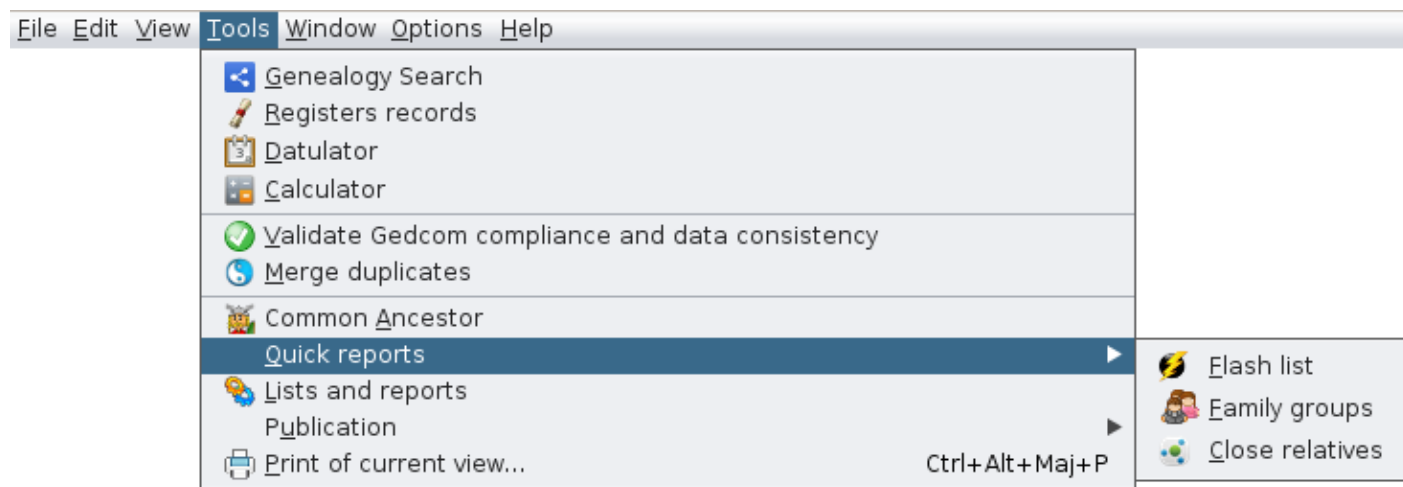 File Edit View Tools Window Options Help
Genealogy Search
Registers records
3
Datulator
Calculator
Validate Gedcom compliance and data consistency
Merge duplicates
Common Ancestor
Quick reports
Flash list
Lists and reports
Family groups
Publication
Close relatives
Print of current view... Ctrl+Alt+Maj+P